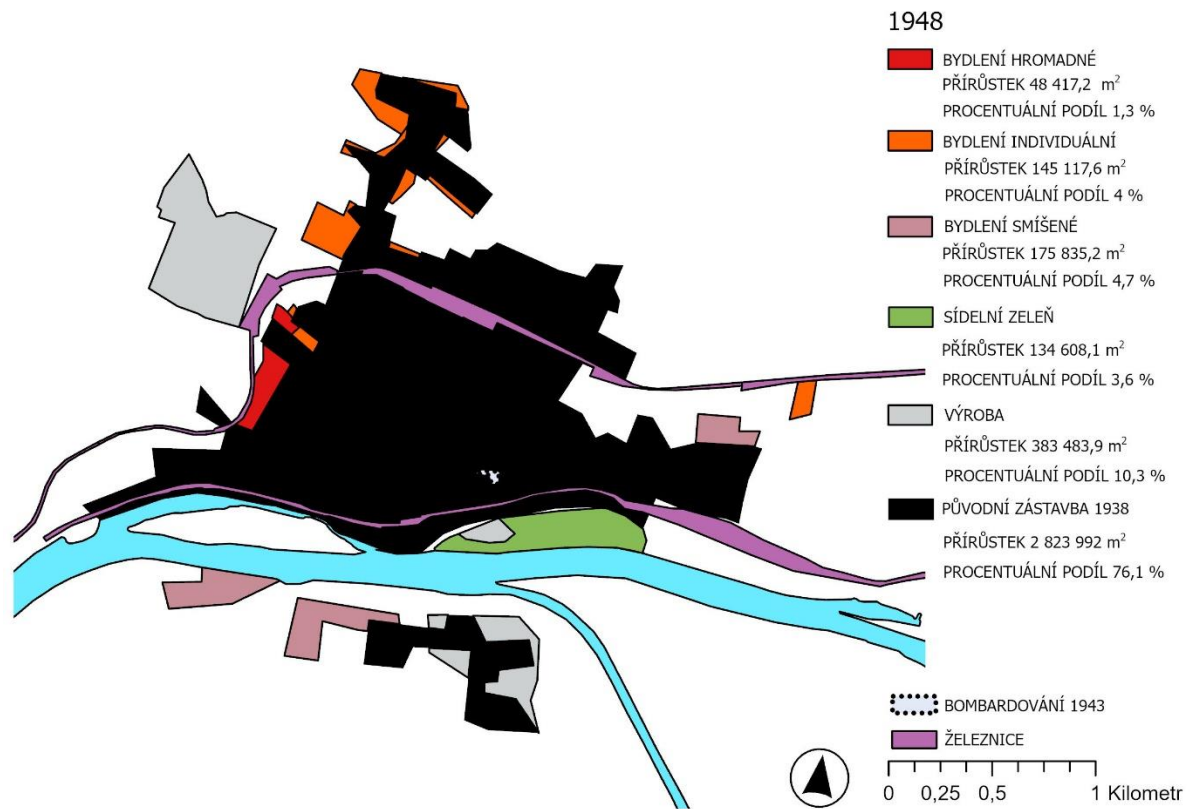 1948
BYDLENÍ HROMADNÉ
PŘÍRŮSTEK 48 417,2 m²
PROCENTUÁLNÍ PODÍL 1,3 %
BYDLENÍ INDIVIDUÁLNÍ
PŘÍRŮSTEK 145 117,6 m²
PROCENTUÁLNÍ PODÍL 4 %
BYDLENÍ SMÍŠENÉ
PŘÍRŮSTEK 175 835,2 m²
PROCENTUÁLNÍ PODÍL 4,7 %
SÍDELNÍ ZELEŇ
PŘÍRŮSTEK 134 608,1 m²
PROCENTUÁLNÍ PODÍL 3,6 %
VÝROBA
PŘÍRŮSTEK 383 483,9 m²
PROCENTUÁLNÍ PODÍL 10,3 %
PŮVODNÍ ZÁSTAVBA 1938
PŘÍRŮSTEK 2 823 992 m²
PROCENTUÁLNÍ PODÍL 76,1 %
BOMBARDOVÁNÍ 1943
ŽELEZNICE
0 0,25 0,5 1 Kilometr